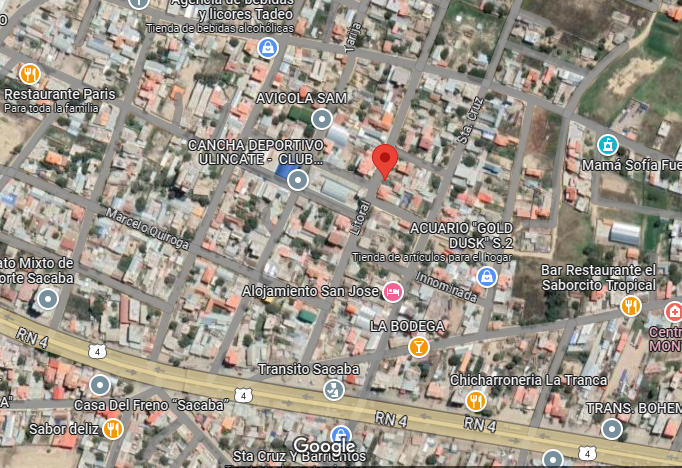 Agencia de bebidas
y licores Tadeo
Tienda de bebidas alcohólicas
Tarija
Restaurante Paris
Para toda la familia
AVICOLA SAM
Sta Cruz
CANCHA DEPORTIVO
ULINCATE - CLUB...
Mamá Sofía Fue
Marcelo Quiroga
Litoral
ACUARIO "GOLD
DUSK" S.2
Tienda de artículos para el hogar
ato Mixto de
orte Sacaba
Alojamiento San Jose
Innominada
Bar Restaurante el
Saborcito Tropical
RN 4
4
LA BODEGA
Centr
MON
Transito Sacaba
Chicharroneria La Tranca
A"
Casa Del Freno "Sacaba"
4
Sabor deliz
RN 4
RN 4
TRANS. BOHEM
4
Google
Sta Cruz Y Barrientos